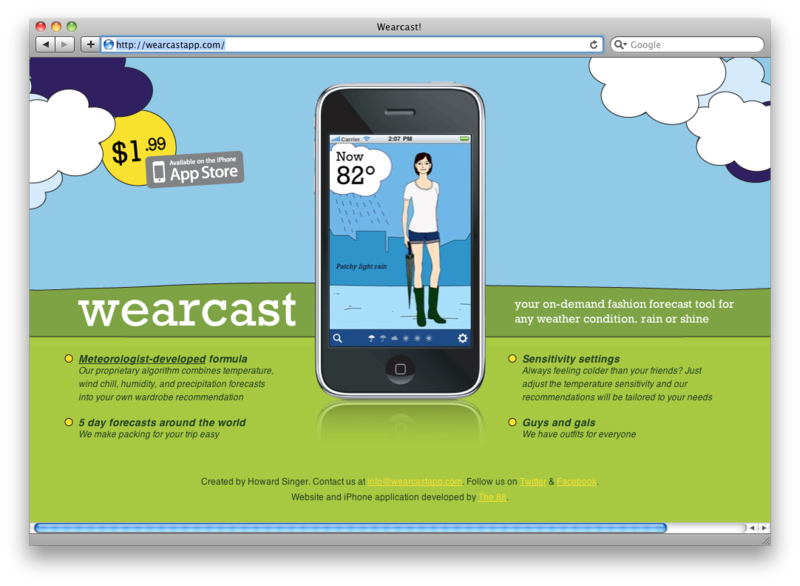 Wearcast!
http://wearcastapp.com/
Google
$1.99
Available on the iPhone
App Store
Carrier
2:07 PM
Now
82°
Patchy light rain
wearcast
your on-demand fashion forecast tool for
any weather condition. rain or shine
Meteorologist-developed formula
Our proprietary algorithm combines temperature,
wind chill, humidity, and precipitation forecasts
into your own wardrobe recommendation
5 day forecasts around the world
We make packing for your trip easy
Sensitivity settings
Always feeling colder than your friends? Just
adjust the temperature sensitivity and our
recommendations will be tailored to your needs
Guys and gals
We have outfits for everyone
Created by Howard Singer. Contact us at info@wearcastapp.com. Follow us on Twitter & Facebook.
Website and iPhone application developed by The 88.